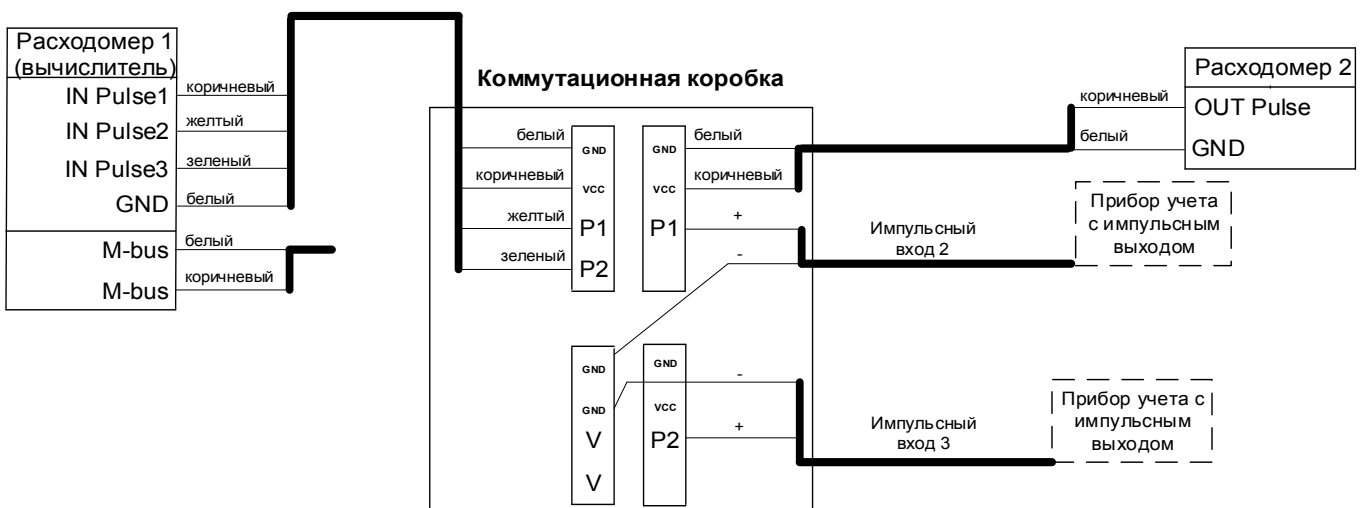 Расходомер 1
(вычислитель)
IN Pulse1
коричневый
IN Pulse2
желтый
IN Pulse3
зеленый
GND
белый
M-bus
белый
M-bus
коричневый
Коммутационная коробка
белый
GND
коричневый
VCC
желтый
P1
зеленый
P2
GND
белый
VCC
коричневый
P1
+
-
GND
GND
V
V
GND
-
VCC
P2
+
Импульсный
вход 2
Импульсный
вход 3
Расходомер 2
коричневый
OUT Pulse
белый
GND
Прибор учета
с импульсным
выходом
Прибор учета с
импульсным
выходом